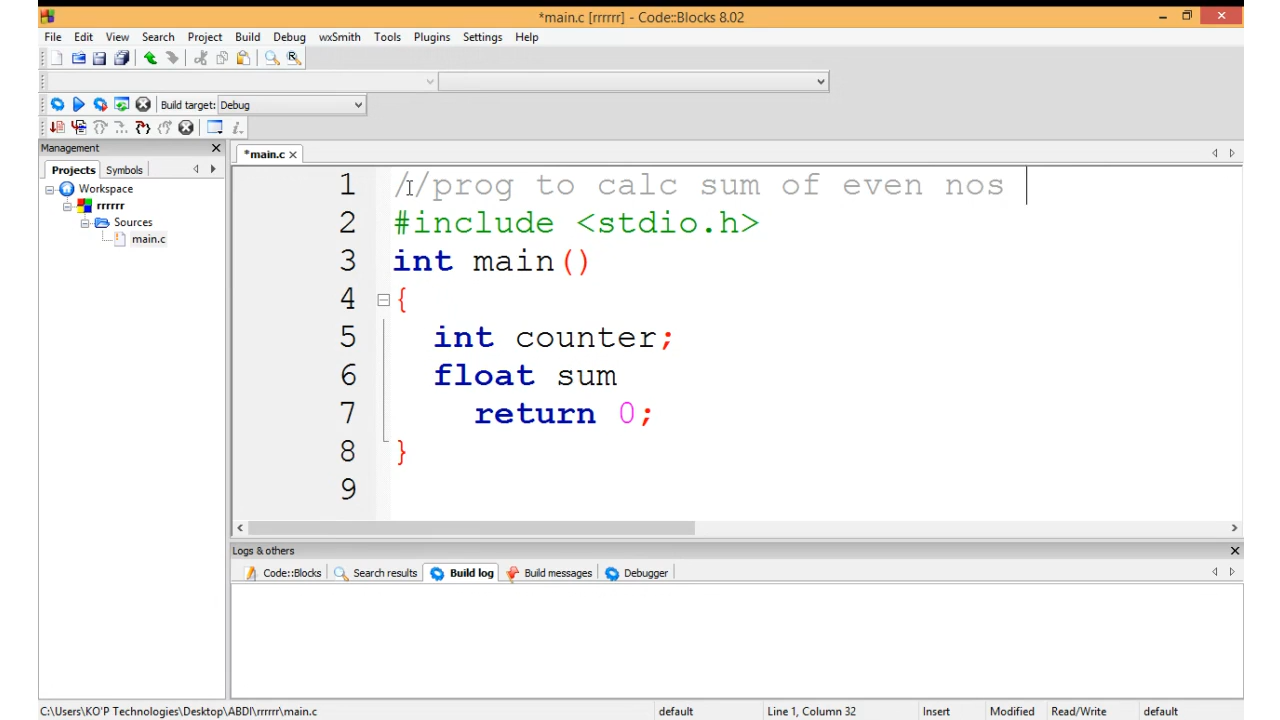 *main.c [rrrrrr] - Code::Blocks 8.02
File Edit View Search Project Build Debug wxSmith Tools Plugins Settings Help
Build target: Debug
Management
*main.c
Projects Symbols
Workspace
rrrrrr
Sources
main.c
1 //prog to calc sum of even nos
2 #include <stdio.h>
3 int main()
4 {
5 int counter;
6 float sum
7 return 0;
8 }
9
Logs & others
Code::Blocks Search results Build log Build messages Debugger
C:\Users\KO'P Technologies\Desktop\ABDI\rrrrrr\main.c default Line 1, Column 32 Insert Modified Read/Write default